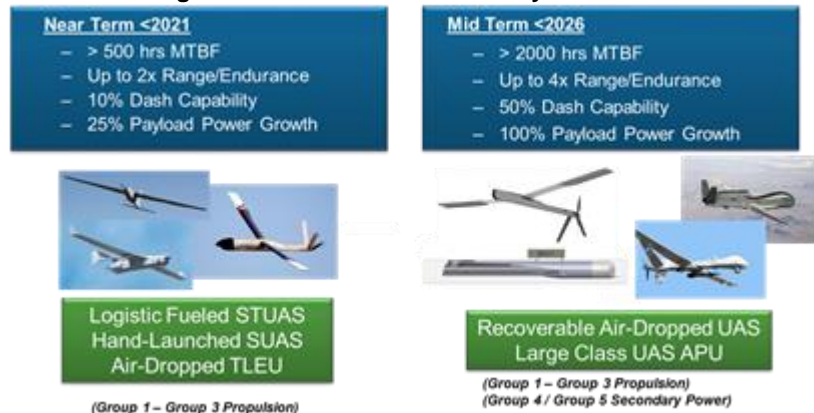 Near Term <2021
– > 500 hrs MTBF
– Up to 2x Range/Endurance
– 10% Dash Capability
– 25% Payload Power Growth
Logistic Fueled STUAS
Hand-Launched SUAS
Air-Dropped TLEU
(Group 1 – Group 3 Propulsion)
Mid Term <2026
– > 2000 hrs MTBF
– Up to 4x Range/Endurance
– 50% Dash Capability
– 100% Payload Power Growth
Recoverable Air-Dropped UAS
Large Class UAS APU
(Group 1 – Group 3 Propulsion)
(Group 4 / Group 5 Secondary Power)